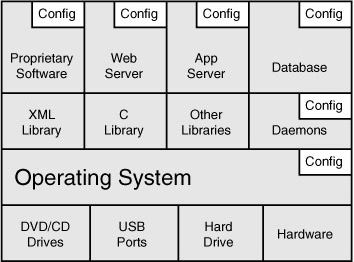 Config
Config
Config
Config
Proprietary
Software
Web
Server
App
Server
Database
Config
XML
Library
C
Library
Other
Libraries
Daemons
Config
Operating System
DVD/CD
Drives
USB
Ports
Hard
Drive
Hardware